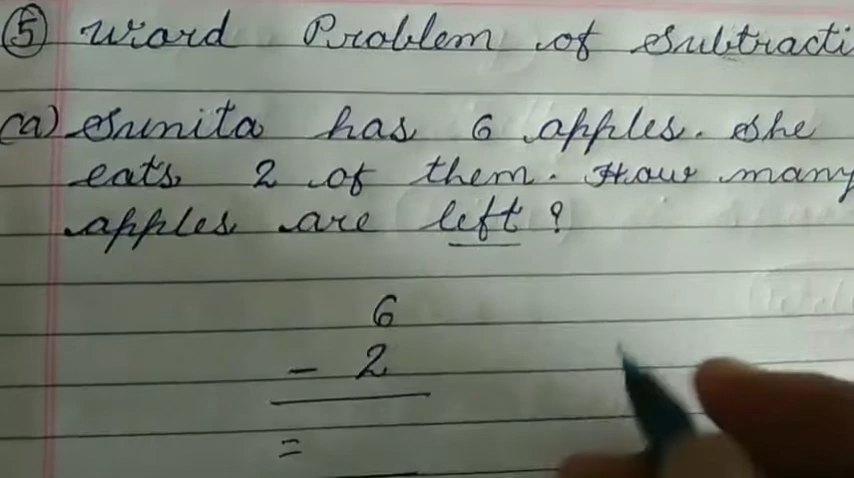 5 Word Problem of Subtracti
(a) Sunita has 6 apples. She
eats 2 of them. How many
apples are left?
6
- 2
=